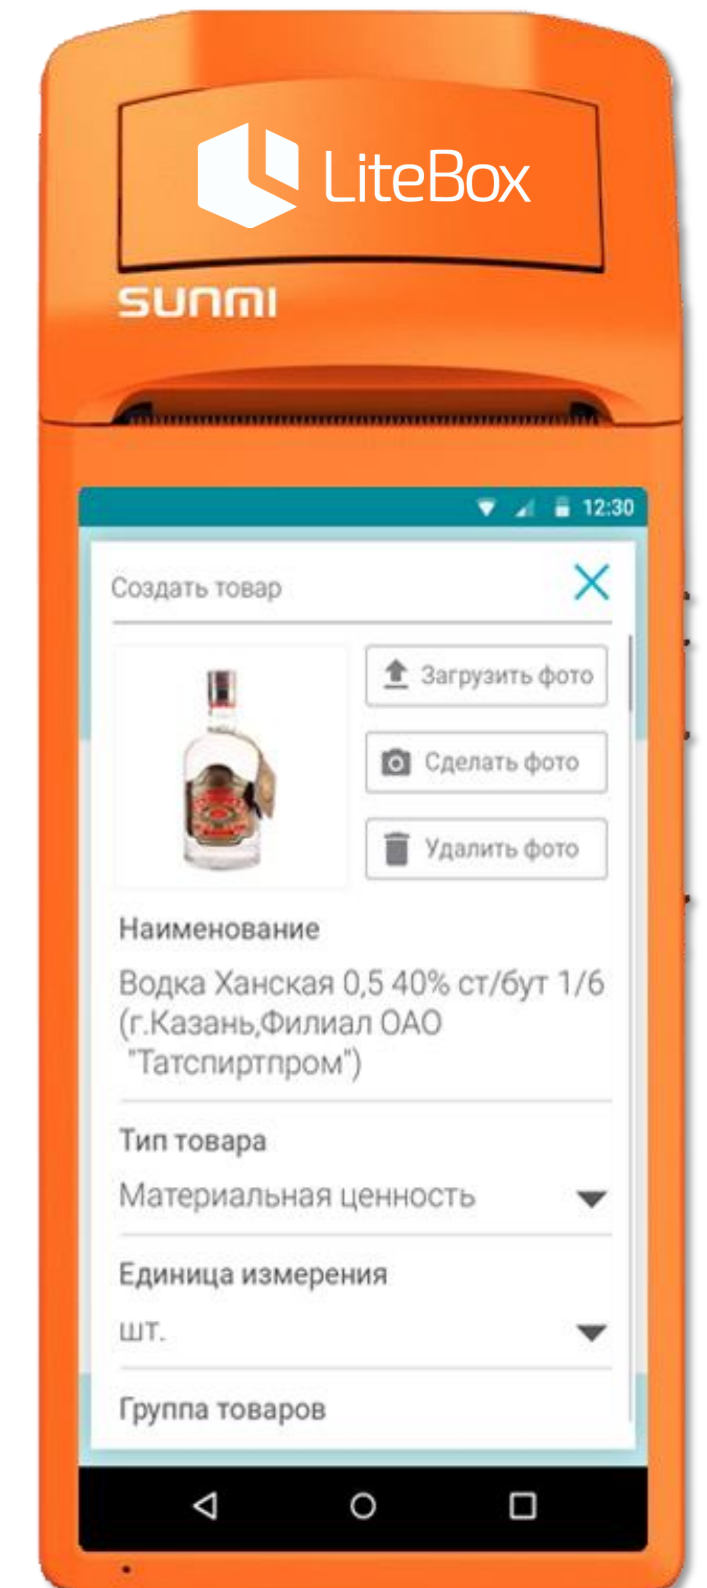 LiteBox
SUNMI
12:30
Создать товар
Загрузить фото
Сделать фото
Удалить фото
Наименование
Водка Ханская 0,5 40% ст/бут 1/6
(г.Казань,Филиал ОАО
"Татспиртпром")
Тип товара
Материальная ценность
Единица измерения
шт.
Группа товаров